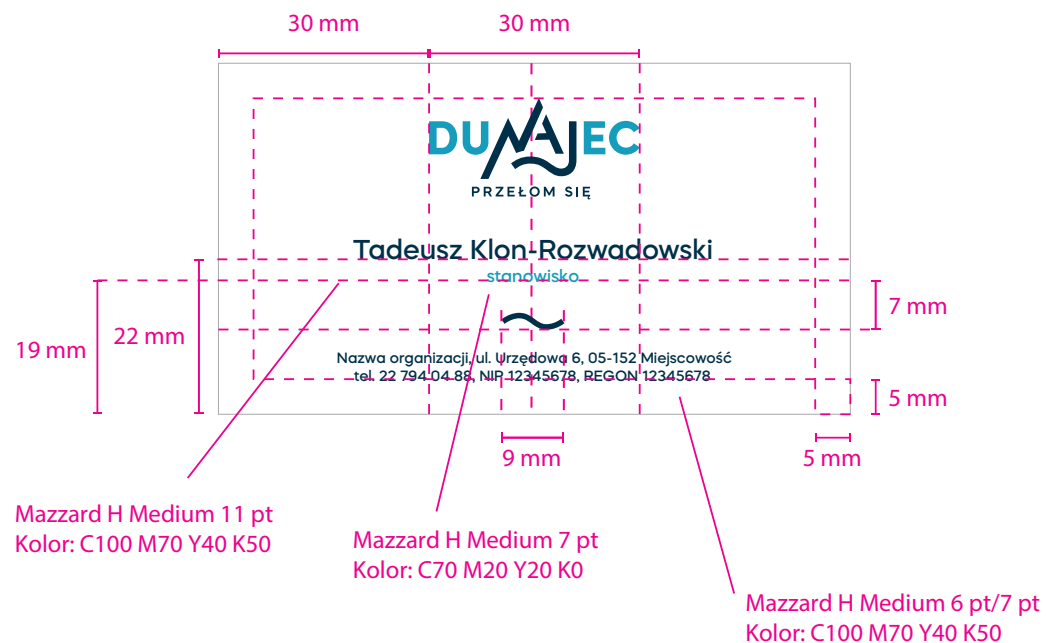 30 mm 30 mm
DUNAJEC
PRZEŁOM SIĘ
Tadeusz Klon-Rozwadowski
stanowisko
19 mm
22 mm
7 mm
Nazwa organizacji, ul. Urzędowa 6, 05-152 Miejscowość
tel. 22 794 04 88, NIP 12345678, REGON 12345678
5 mm
9 mm
5 mm
Mazzard H Medium 11 pt
Kolor: C100 M70 Y40 K50
Mazzard H Medium 7 pt
Kolor: C70 M20 Y20 K0
Mazzard H Medium 6 pt/7 pt
Kolor: C100 M70 Y40 K50